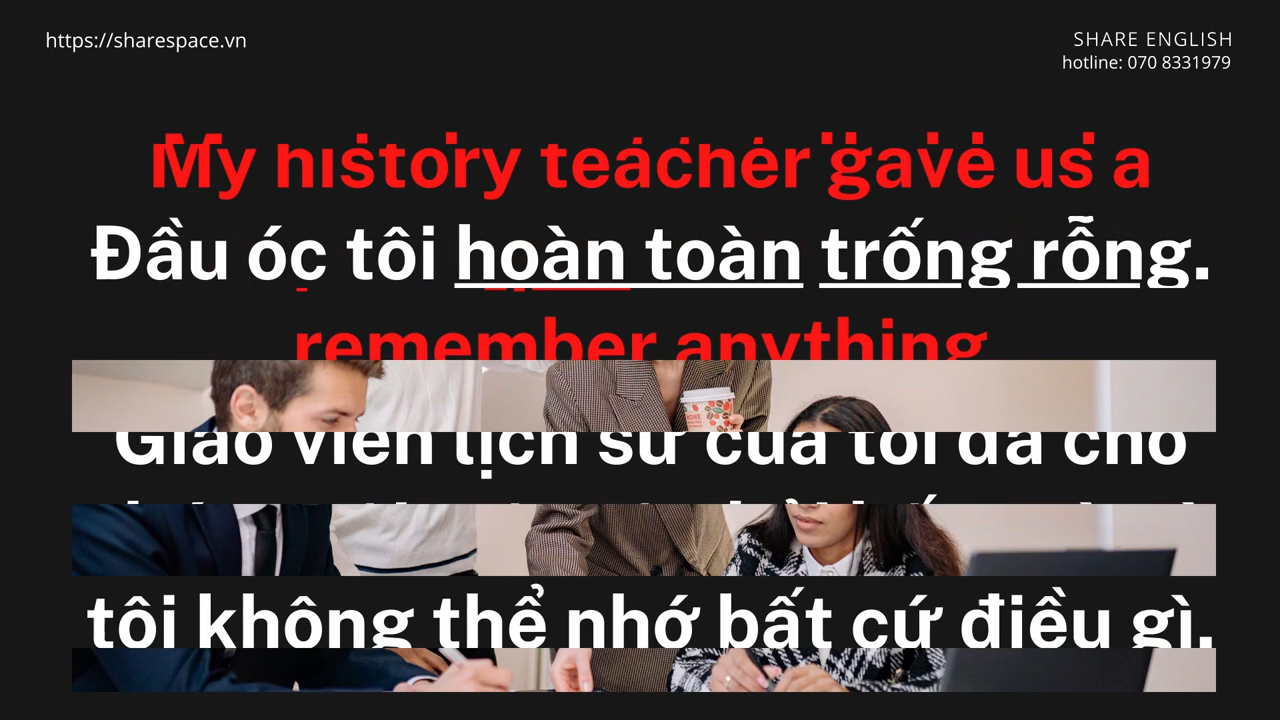 https://sharespace.vn
SHARE ENGLISH
hotline: 070 8331979
My history teacher gave us a
Đầu óc tôi hoàn toàn trống rỗng.
remember anything
Giáo viên lịch sử của tôi đã cho
tôi không thể nhớ bất cứ điều gì.